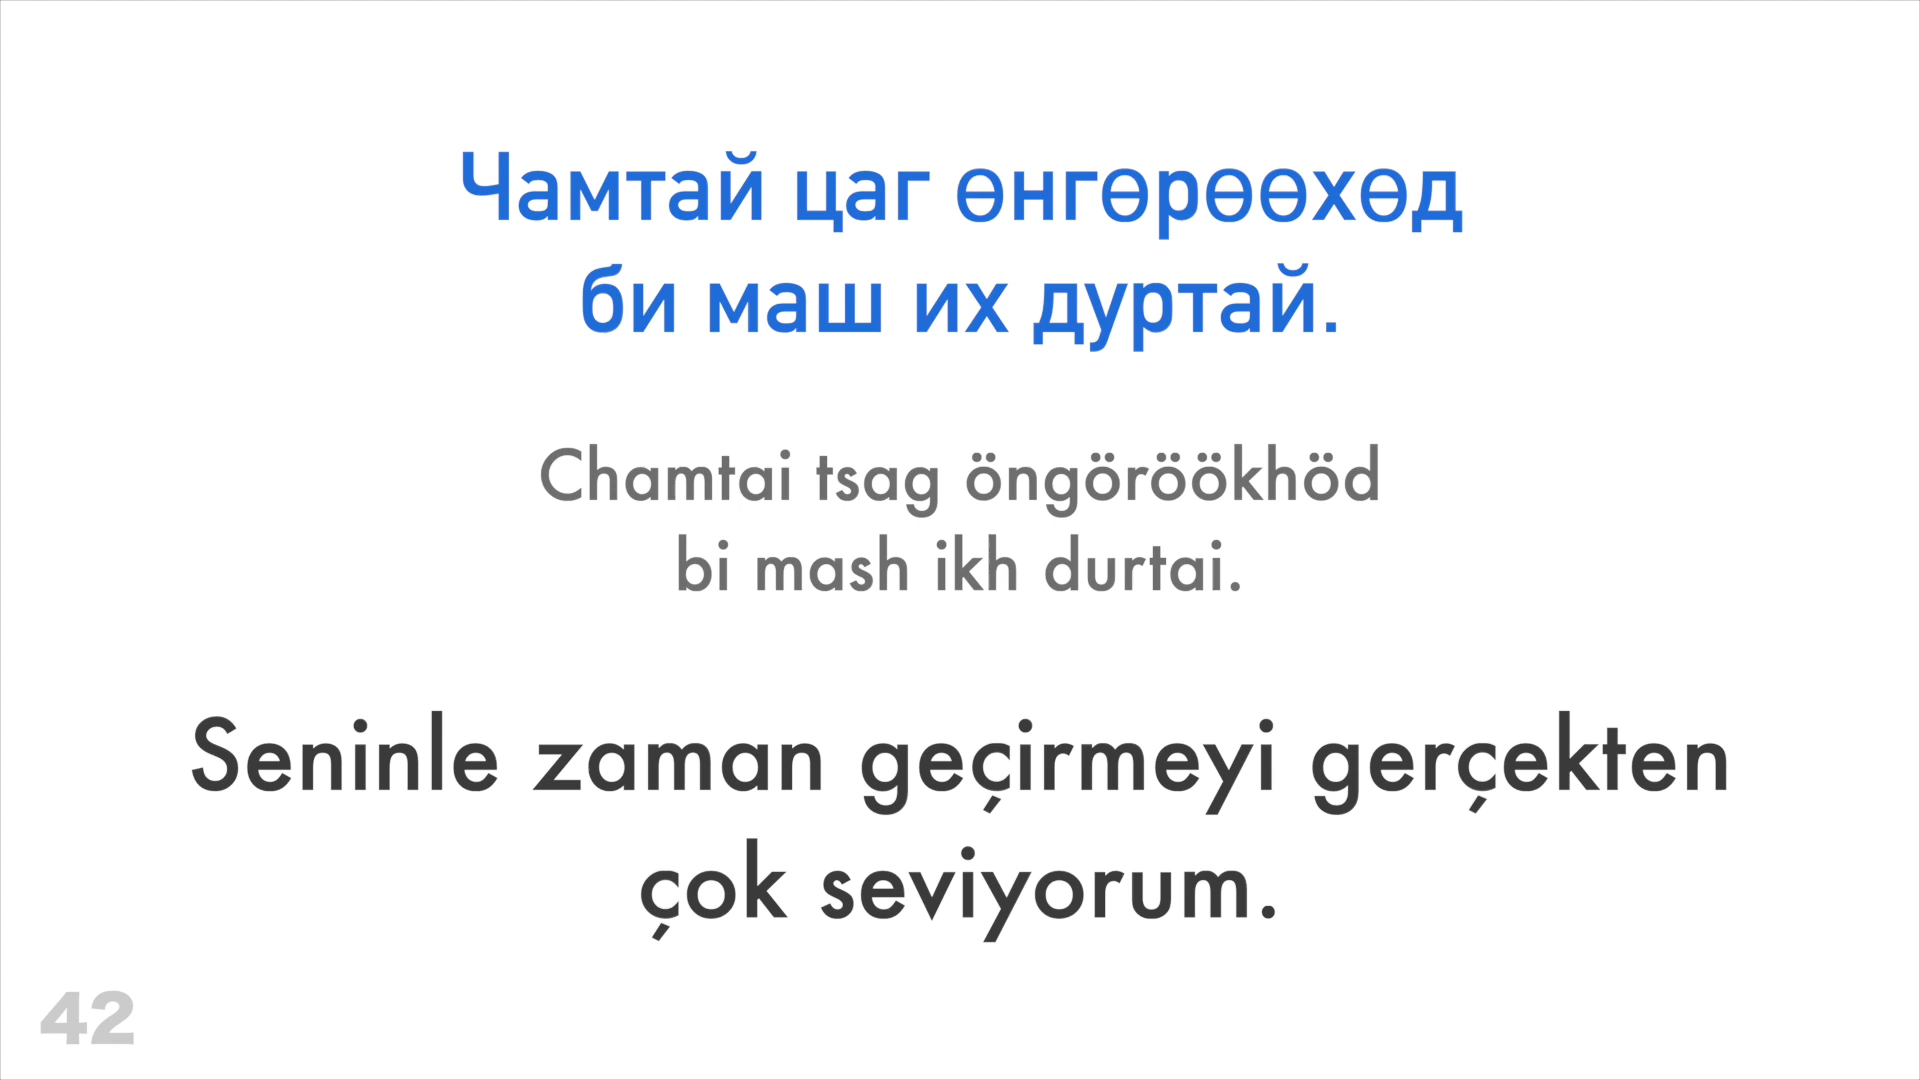 Чамтай цаг өнгөрөөхөд
би маш их дуртай.
Chamtai tsag öngöröökhöd
bi mash ikh durtai.
Seninle zaman geçirmeyi gerçekten
çok seviyorum.
42